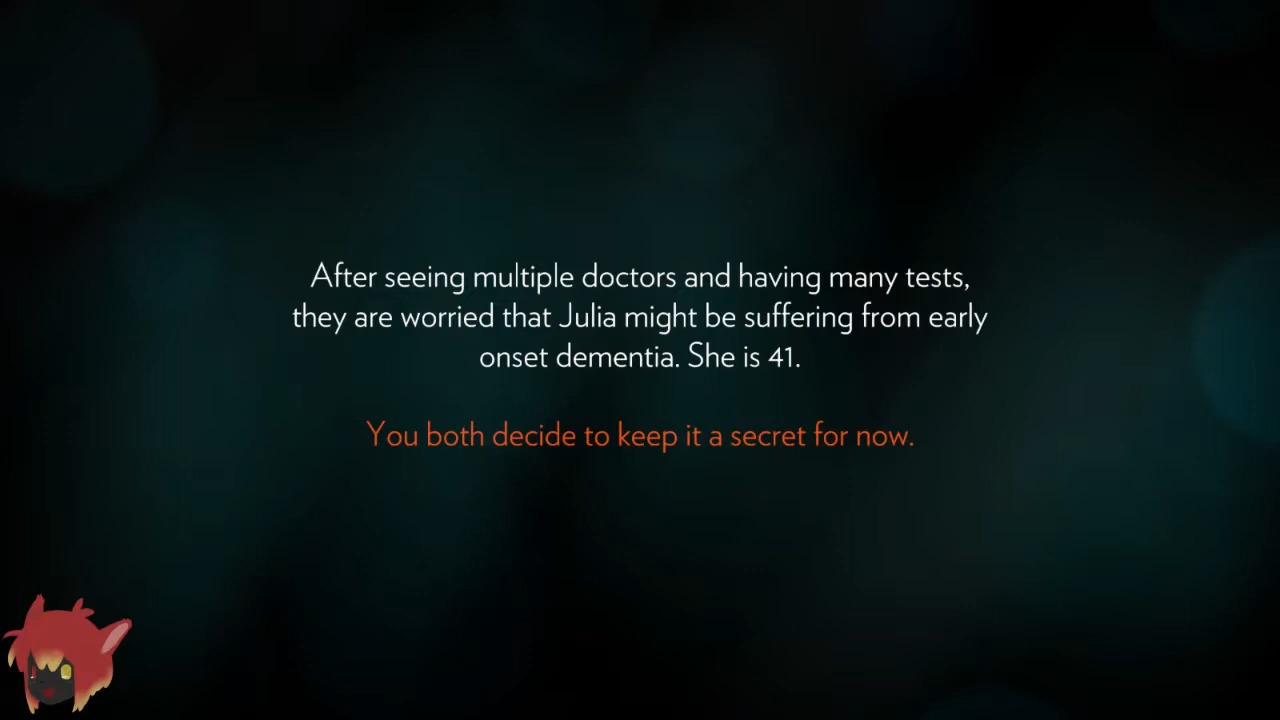 After seeing multiple doctors and having many tests,
they are worried that Julia might be suffering from early
onset dementia. She is 41.
You both decide to keep it a secret for now.